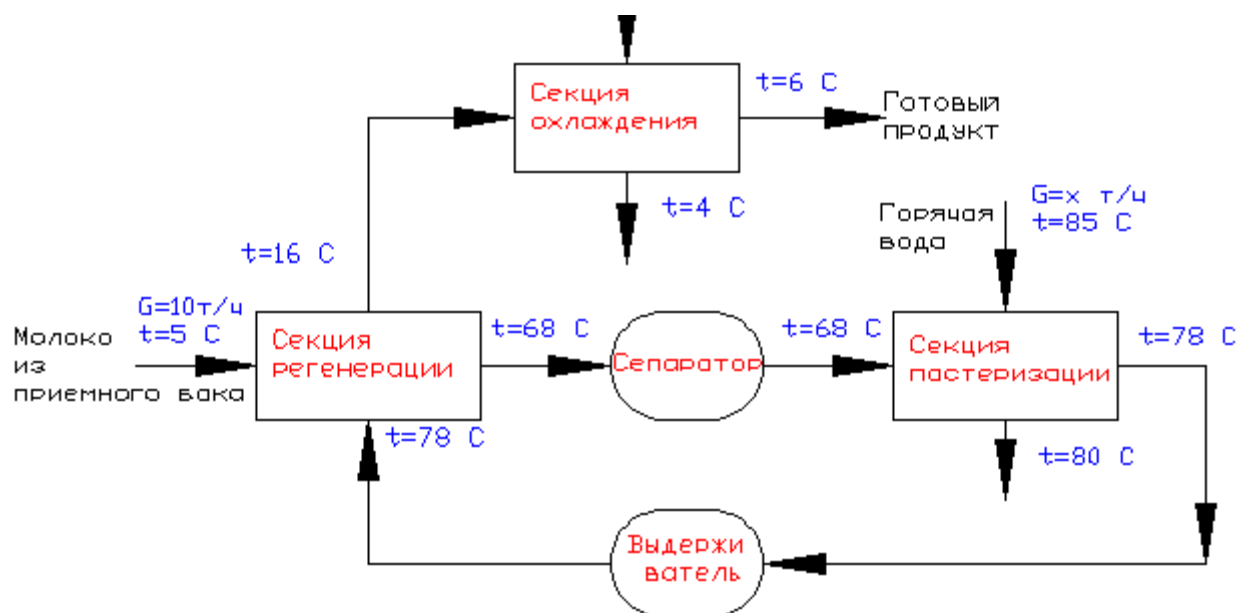 Секция
охлаждения
t=6 C
Готовый
продукт
t=4 C
G=x т/ч
t=85 C
Горячая
вода
t=16 C
G=10т/ч
t=5 C
Молоко
из
приемного бака
Секция
регенерации
t=68 C
Сепаратор
t=68 C
Секция
пастеризации
t=78 C
t=78 C
t=80 C
Выдержи
ватель